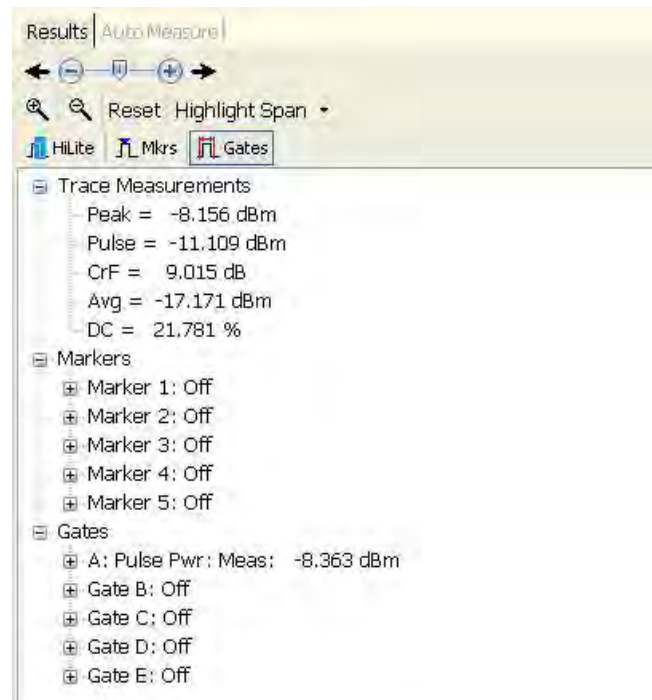 Results Auto Measure
Reset Highlight Span
HiLite Mkrs Gates
Trace Measurements
Peak = -8.156 dBm
Pulse = -11.109 dBm
CrF = 9.015 dB
Avg = -17.171 dBm
DC = 21.781 %
Markers
Marker 1: Off
Marker 2: Off
Marker 3: Off
Marker 4: Off
Marker 5: Off
Gates
A: Pulse Pwr: Meas: -8.363 dBm
Gate B: Off
Gate C: Off
Gate D: Off
Gate E: Off